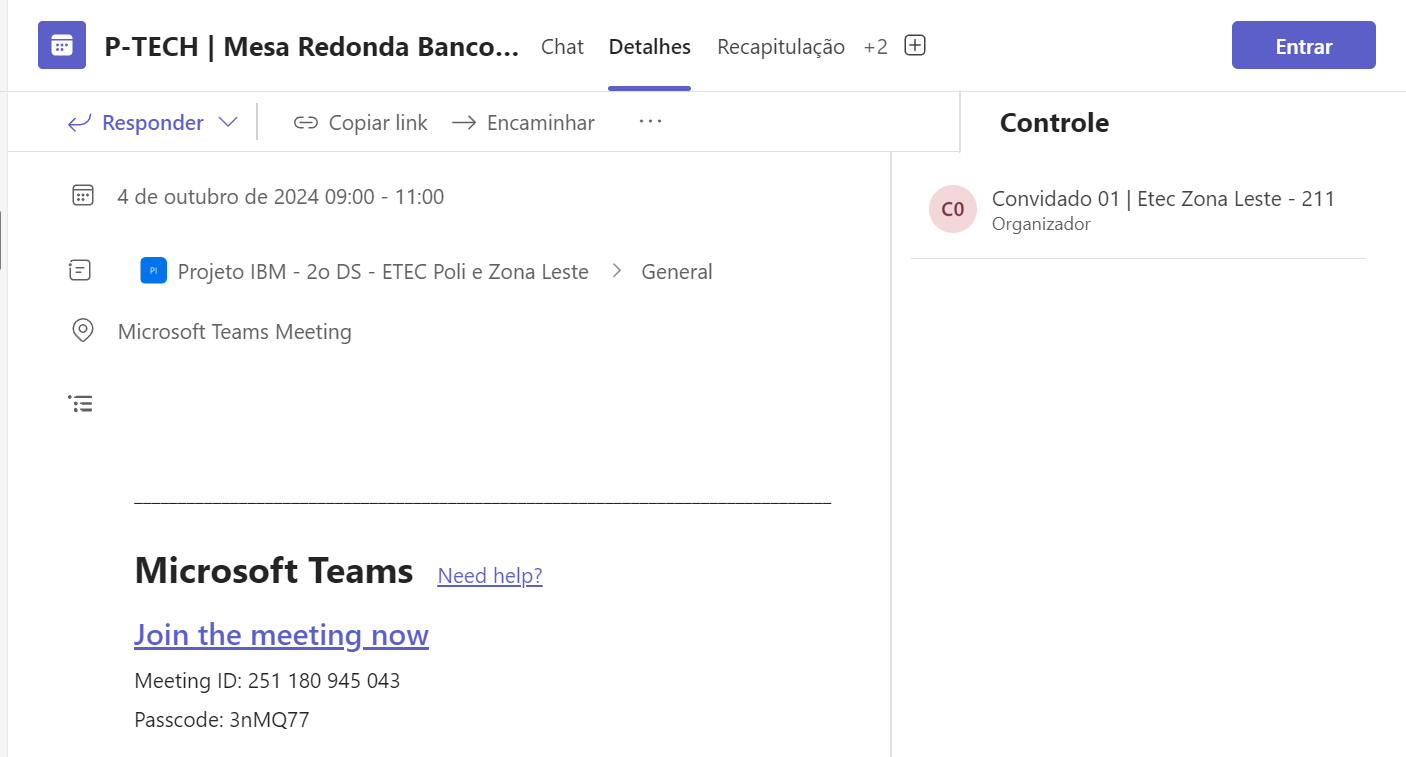 P-TECH | Mesa Redonda Banco... Chat Detalhes Recapitulação +2 Entrar
Responder Copiar link Encaminhar ...
Controle
4 de outubro de 2024 09:00 - 11:00
C0 Convidado 01 | Etec Zona Leste - 211
Organizador
PI Projeto IBM - 2o DS - ETEC Poli e Zona Leste > General
Microsoft Teams Meeting
Microsoft Teams Need help?
Join the meeting now
Meeting ID: 251 180 945 043
Passcode: 3nMQ77